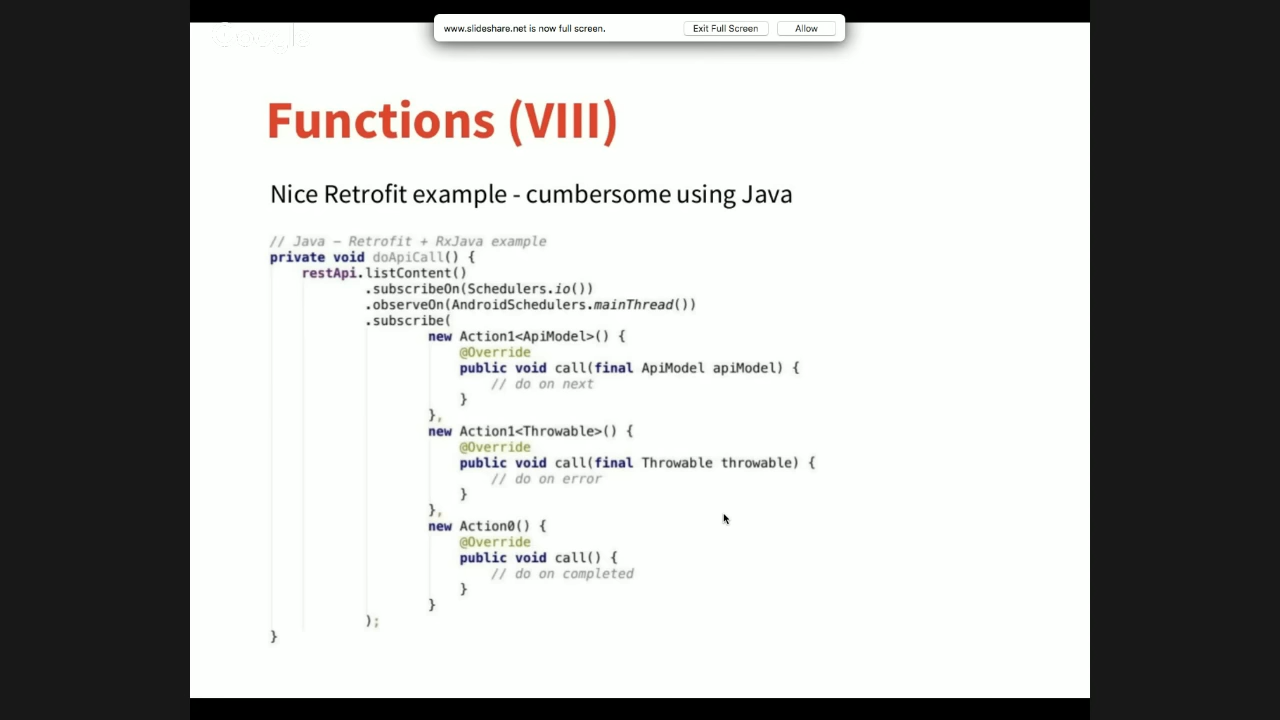 www.slideshare.net is now full screen.
Exit Full Screen
Allow
Google
Functions (VIII)
Nice Retrofit example - cumbersome using Java
// Java – Retrofit + RxJava example
private void doApiCall() {
    restApi.listContent()
            .subscribeOn(Schedulers.io())
            .observeOn(AndroidSchedulers.mainThread())
            .subscribe(
                    new Action1<ApiModel>() {
                        @Override
                        public void call(final ApiModel apiModel) {
                            // do on next
                        }
                    },
                    new Action1<Throwable>() {
                        @Override
                        public void call(final Throwable throwable) {
                            // do on error
                        }
                    },
                    new Action0() {
                        @Override
                        public void call() {
                            // do on completed
                        }
                    }
            );
}